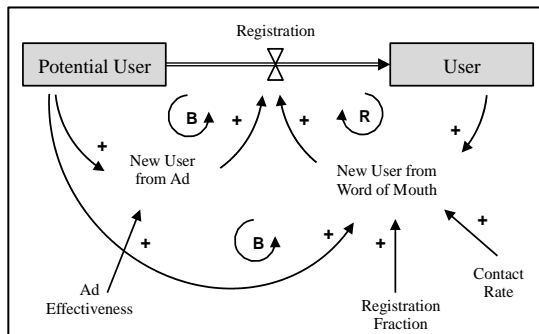 Registration
Potential User
User
B
R
+
+
+
+
+
New User
from Ad
New User from
Word of Mouth
B
+
+
+
+
Ad
Effectiveness
Registration
Fraction
Contact
Rate